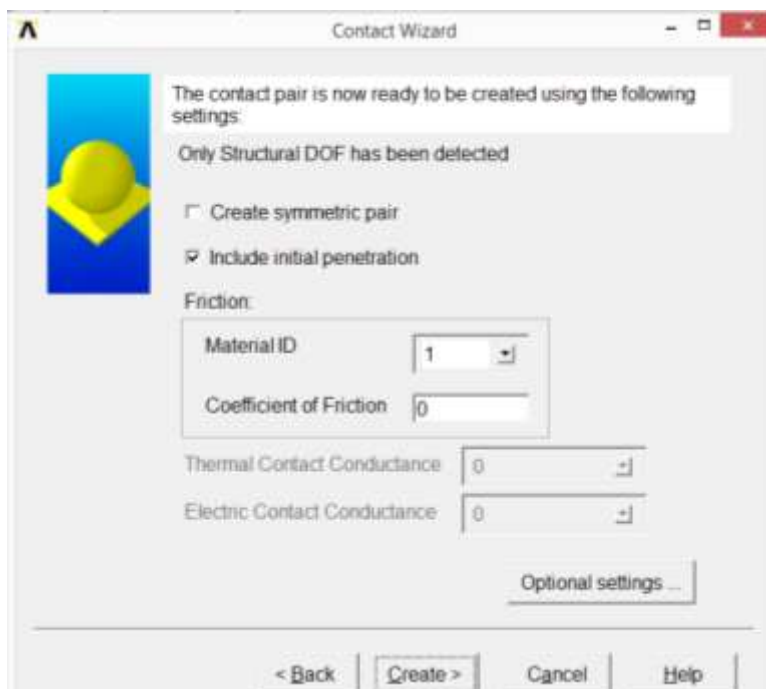 Contact Wizard
The contact pair is now ready to be created using the following
settings:
Only Structural DOF has been detected
Create symmetric pair
Include initial penetration
Friction:
Material ID 1
Coefficient of Friction 0
Thermal Contact Conductance 0
Electric Contact Conductance 0
Optional settings ...
< Back Create > Cancel Help